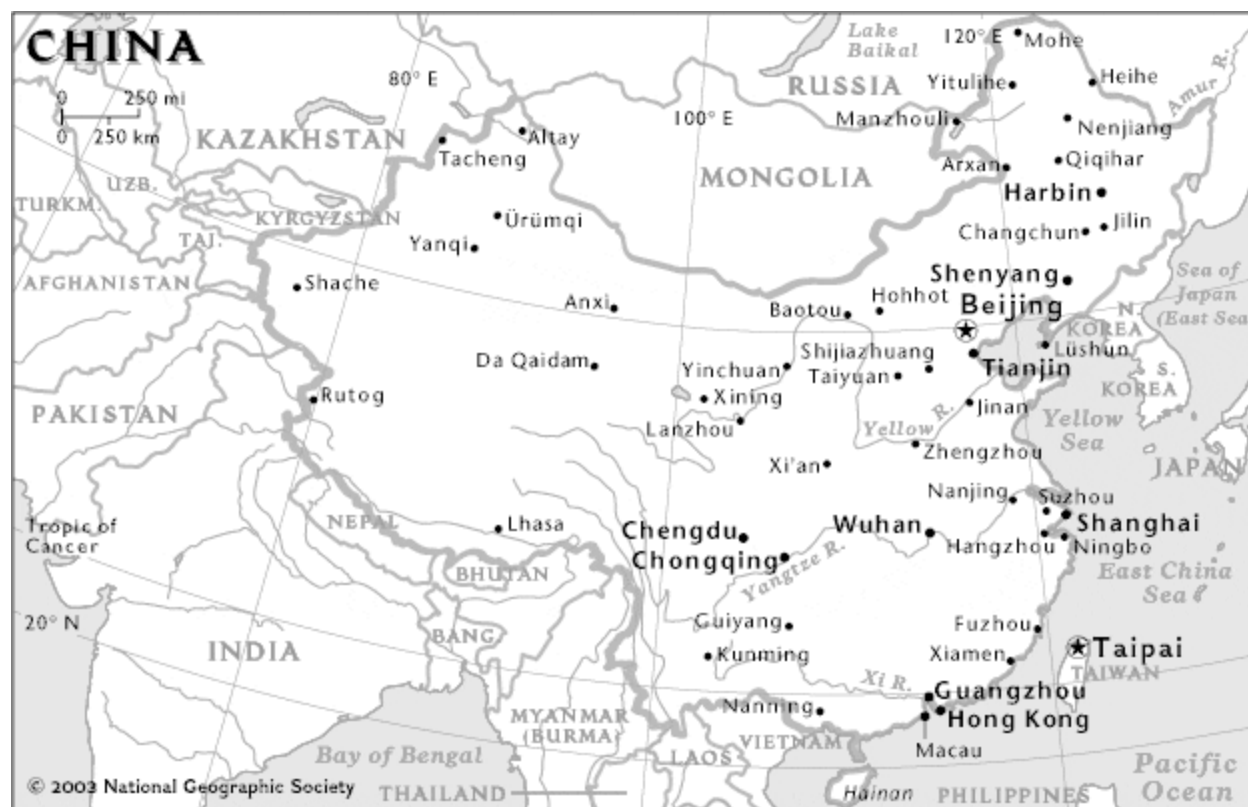 CHINA
0 250 mi
0 250 km
80° E
100° E
120° E
Lake
Baikal
RUSSIA
Mohe
Yitulihe
Heihe
Amur R.
Manzhouli
Nenjiang
KAZAKHSTAN
Altay
Tacheng
MONGOLIA
Arxan
Qiqihar
Harbin
UZB.
TURKM.
KYRGYZSTAN
TAJ.
Ürümqi
Yanqi
Changchun
Jilin
AFGHANISTAN
Shache
Anxi
Baotou
Hohhot
Shenyang
Beijing
Sea of
Japan
(East Sea)
N.
KOREA
Lüshun
Da Qaidam
Yinchuan
Shijiazhuang
Taiyuan
Tianjin
S.
KOREA
PAKISTAN
Rutog
Xining
Lanzhou
Yellow R.
Jinan
Yellow
Sea
Zhengzhou
Xi'an
JAPAN
Nanjing
Suzhou
Tropic of
Cancer
NEPAL
Lhasa
Chengdu
Chongqing
Wuhan
Shanghai
Hangzhou
Ningbo
Yangtze R.
BHUTAN
East China
Sea
20° N
INDIA
BANG.
Guiyang
Kunming
Fuzhou
Xiamen
Taipai
TAIWAN
Xi R.
Guangzhou
Hong Kong
Nanning
Macau
MYANMAR
(BURMA)
LAOS
VIETNAM
Bay of Bengal
THAILAND
Hainan
PHILIPPINES
Pacific
Ocean
© 2003 National Geographic Society